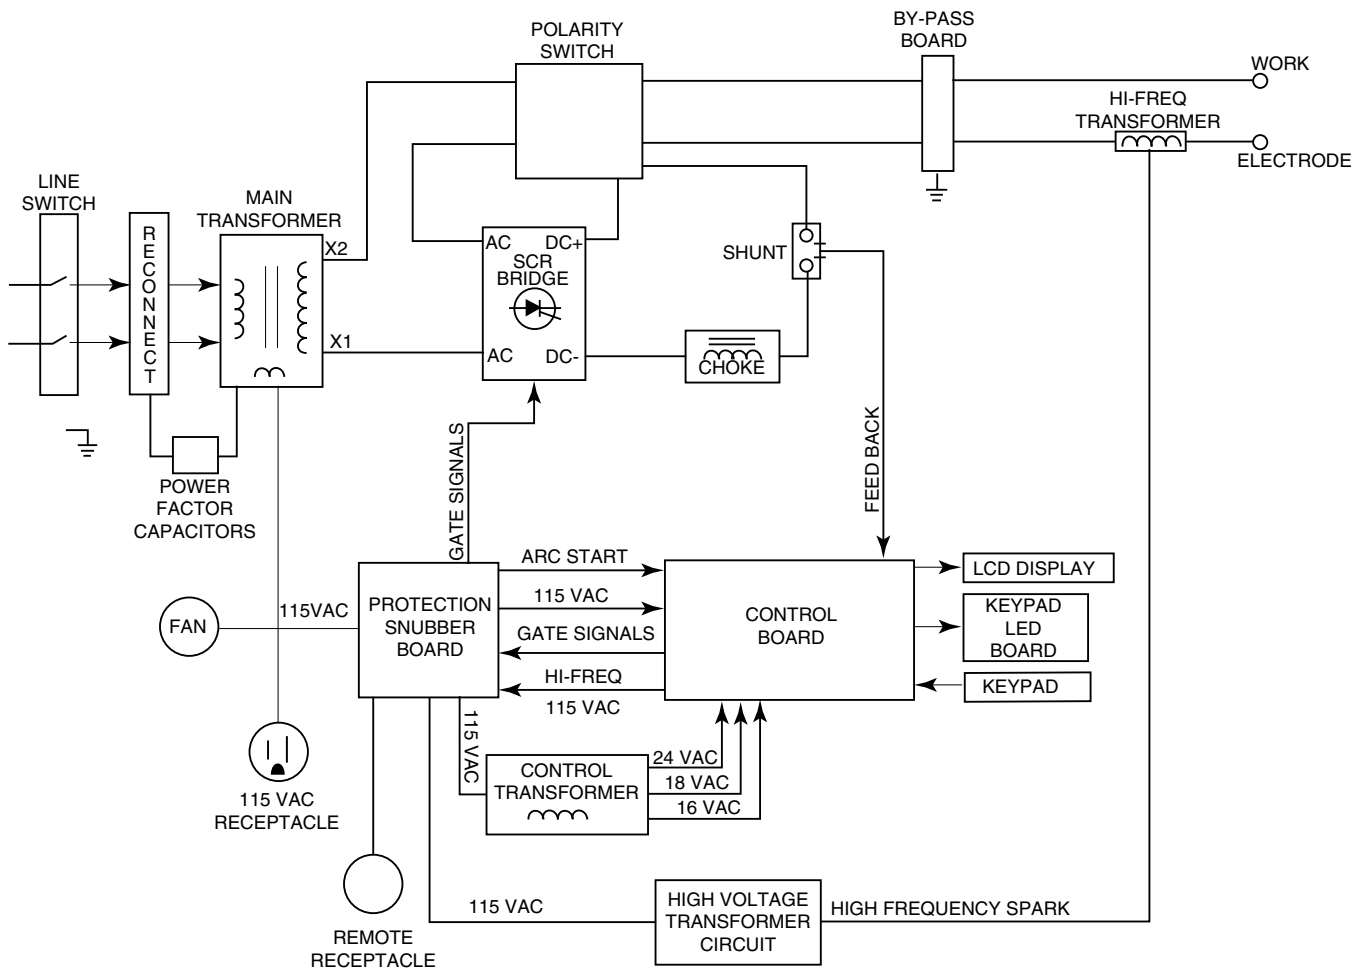 POLARITY
SWITCH
BY-PASS
BOARD
WORK
HI-FREQ
TRANSFORMER
ELECTRODE
LINE
SWITCH
RECONNECT
MAIN
TRANSFORMER
X2
X1
AC
DC+
SCR
BRIDGE
AC
DC-
SHUNT
CHOKE
POWER
FACTOR
CAPACITORS
GATE SIGNALS
FEED BACK
FAN
115VAC
PROTECTION
SNUBBER
BOARD
ARC START
115 VAC
GATE SIGNALS
HI-FREQ
115 VAC
CONTROL
BOARD
LCD DISPLAY
KEYPAD
LED
BOARD
KEYPAD
115 VAC
RECEPTACLE
115 VAC
CONTROL
TRANSFORMER
24 VAC
18 VAC
16 VAC
REMOTE
RECEPTACLE
115 VAC
HIGH VOLTAGE
TRANSFORMER
CIRCUIT
HIGH FREQUENCY SPARK